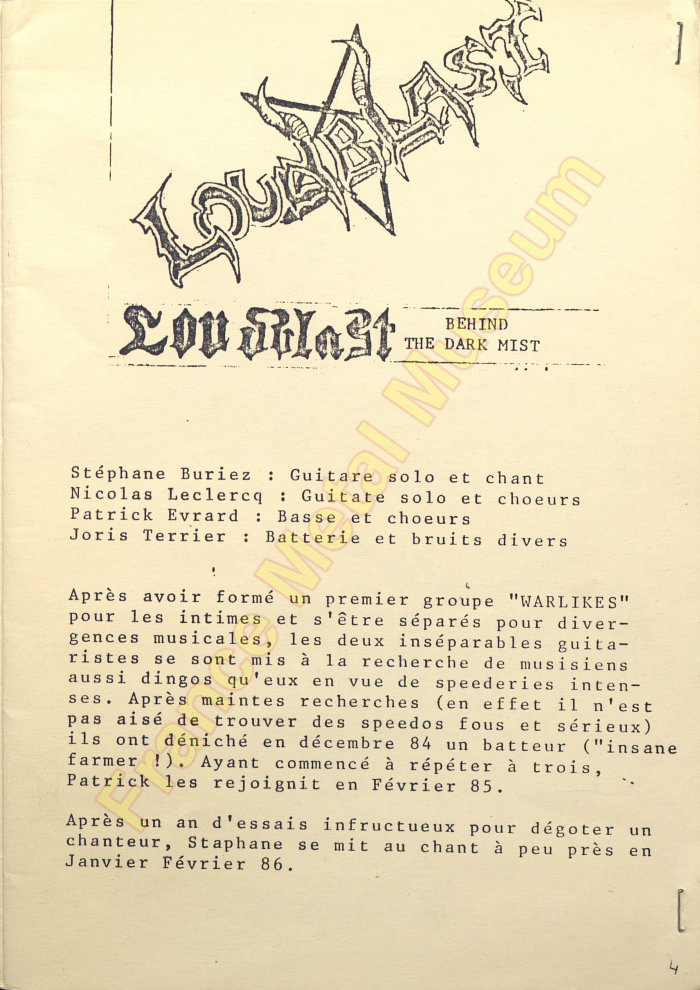 LOUDBLAST
Loudblast
BEHIND
THE DARK MIST
Stéphane Buriez : Guitare solo et chant
Nicolas Leclercq : Guitate solo et choeurs
Patrick Evrard : Basse et choeurs
Joris Terrier : Batterie et bruits divers
Après avoir formé un premier groupe "WARLIKES"
pour les intimes et s'être séparés pour diver-
gences musicales, les deux inséparables guita-
ristes se sont mis à la recherche de musisiens
aussi dingos qu'eux en vue de speederies inten-
ses. Après maintes recherches (en effet il n'est
pas aisé de trouver des speedos fous et sérieux)
ils ont déniché en décembre 84 un batteur ("insane
farmer !). Ayant commencé à répéter à trois,
Patrick les rejoignit en Février 85.
Après un an d'essais infructueux pour dégoter un
chanteur, Staphane se mit au chant à peu près en
Janvier Février 86.
4
France Metal Museum